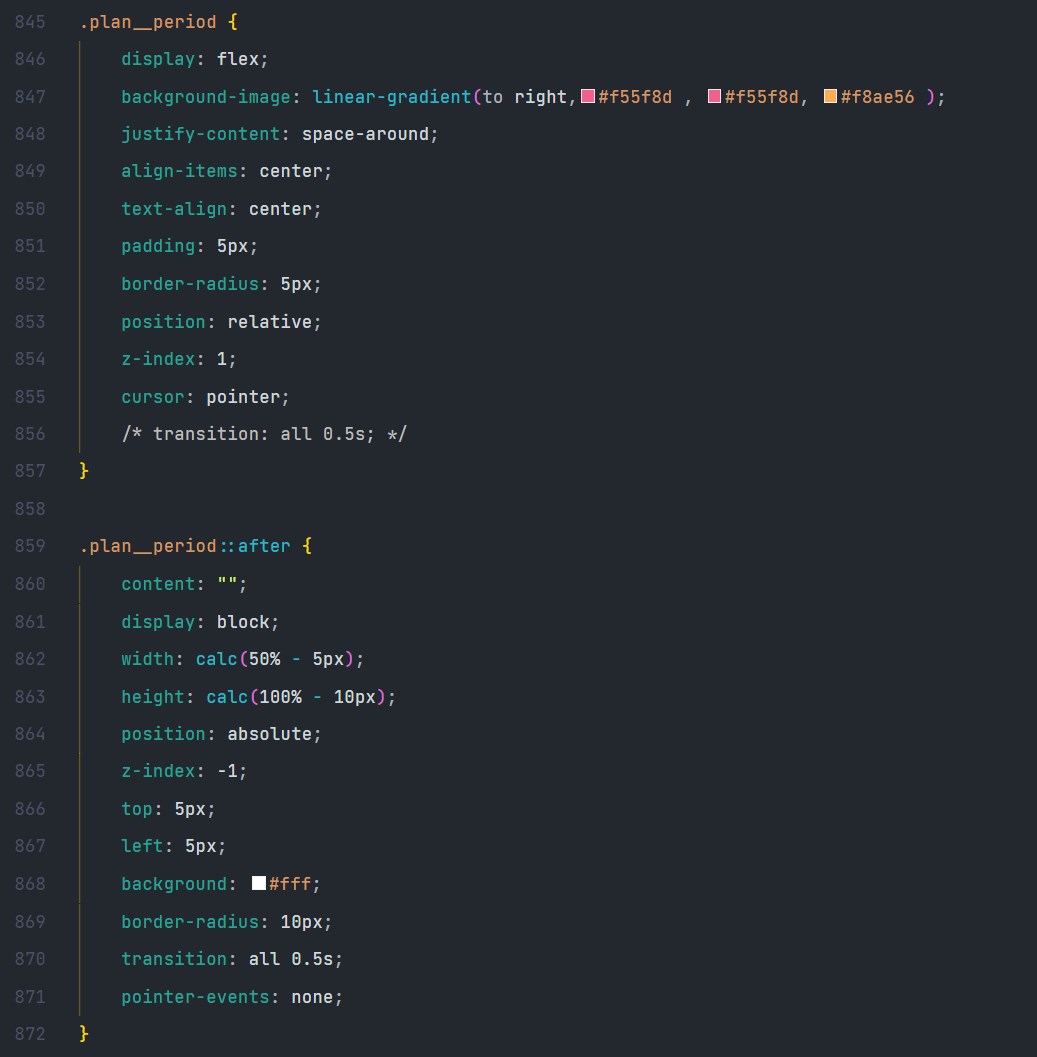 845 .plan__period {
846 display: flex;
847 background-image: linear-gradient(to right, #f55f8d , #f55f8d, #f8ae56 );
848 justify-content: space-around;
849 align-items: center;
850 text-align: center;
851 padding: 5px;
852 border-radius: 5px;
853 position: relative;
854 z-index: 1;
855 cursor: pointer;
856 /* transition: all 0.5s; */
857 }
858
859 .plan__period::after {
860 content: "";
861 display: block;
862 width: calc(50% - 5px);
863 height: calc(100% - 10px);
864 position: absolute;
865 z-index: -1;
866 top: 5px;
867 left: 5px;
868 background: #fff;
869 border-radius: 10px;
870 transition: all 0.5s;
871 pointer-events: none;
872 }